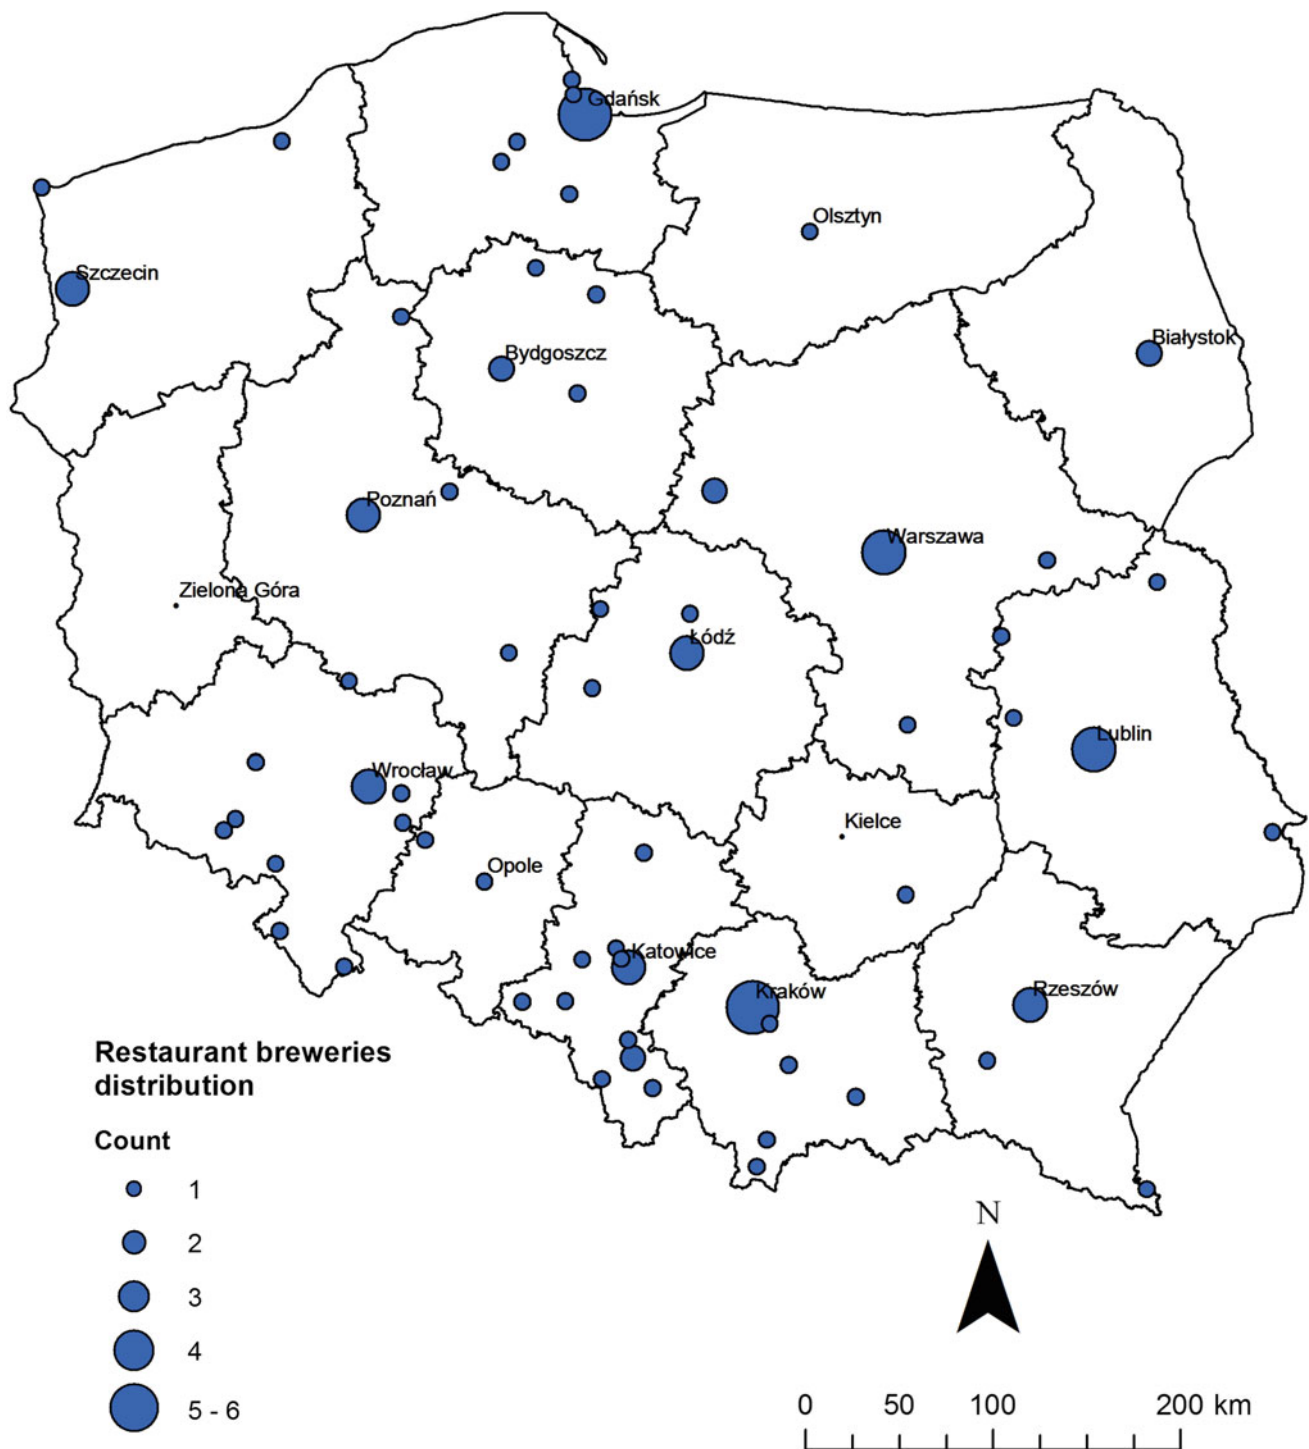 Gdańsk
Olsztyn
Szczecin
Białystok
Bydgoszcz
Poznań
Warszawa
Zielona Góra
Łódź
Lublin
Wrocław
Kielce
Opole
Katowice
Kraków
Rzeszów
Restaurant breweries
distribution
Count
1
2
3
4
5 - 6
N
0 50 100 200 km